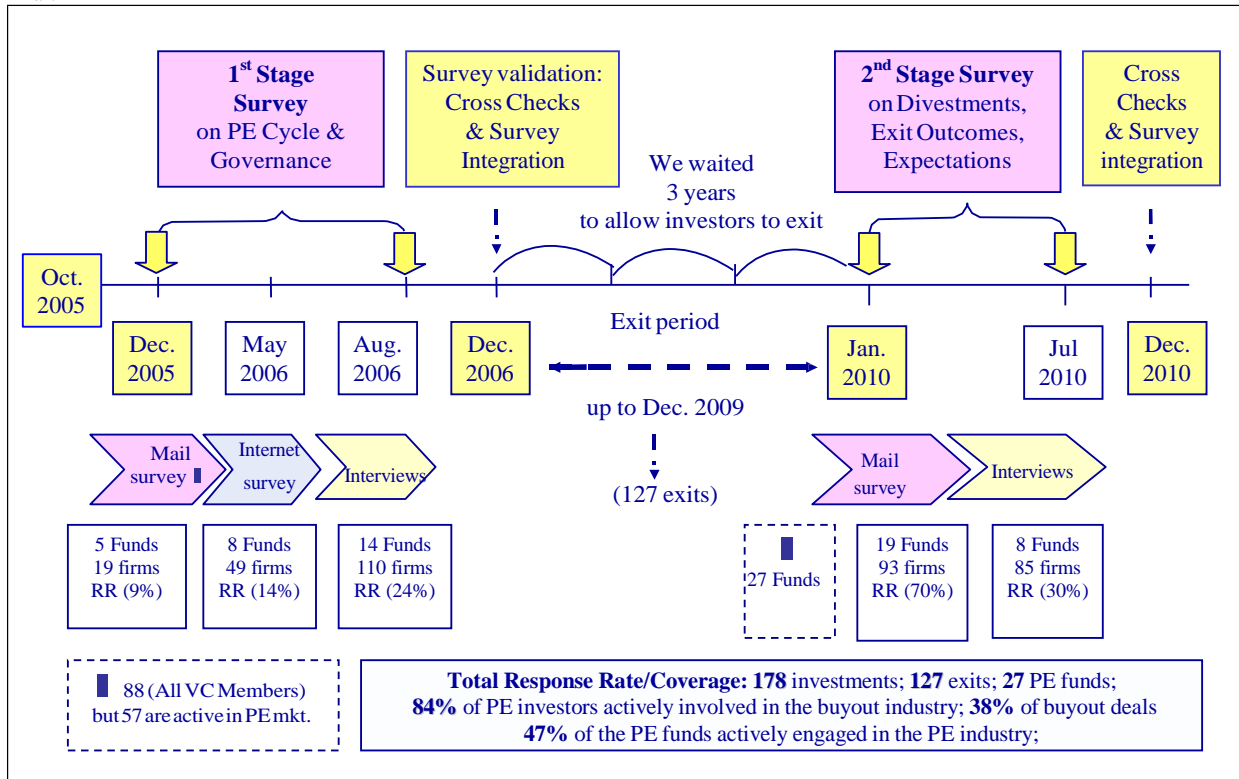 1st Stage
Survey
on PE Cycle &
Governance
Survey validation:
Cross Checks
& Survey
Integration
We waited
3 years
to allow investors to exit
2nd Stage Survey
on Divestments,
Exit Outcomes,
Expectations
Cross
Checks
& Survey
integration
Oct.
2005
Dec.
2005
May
2006
Aug.
2006
Dec.
2006
Exit period
up to Dec. 2009
(127 exits)
Jan.
2010
Jul
2010
Dec.
2010
Mail
survey
Internet
survey
Interviews
Mail
survey
Interviews
5 Funds
19 firms
RR (9%)
8 Funds
49 firms
RR (14%)
14 Funds
110 firms
RR (24%)
27 Funds
19 Funds
93 firms
RR (70%)
8 Funds
85 firms
RR (30%)
88 (All VC Members)
but 57 are active in PE mkt.
Total Response Rate/Coverage: 178 investments; 127 exits; 27 PE funds;
84% of PE investors actively involved in the buyout industry; 38% of buyout deals
47% of the PE funds actively engaged in the PE industry;